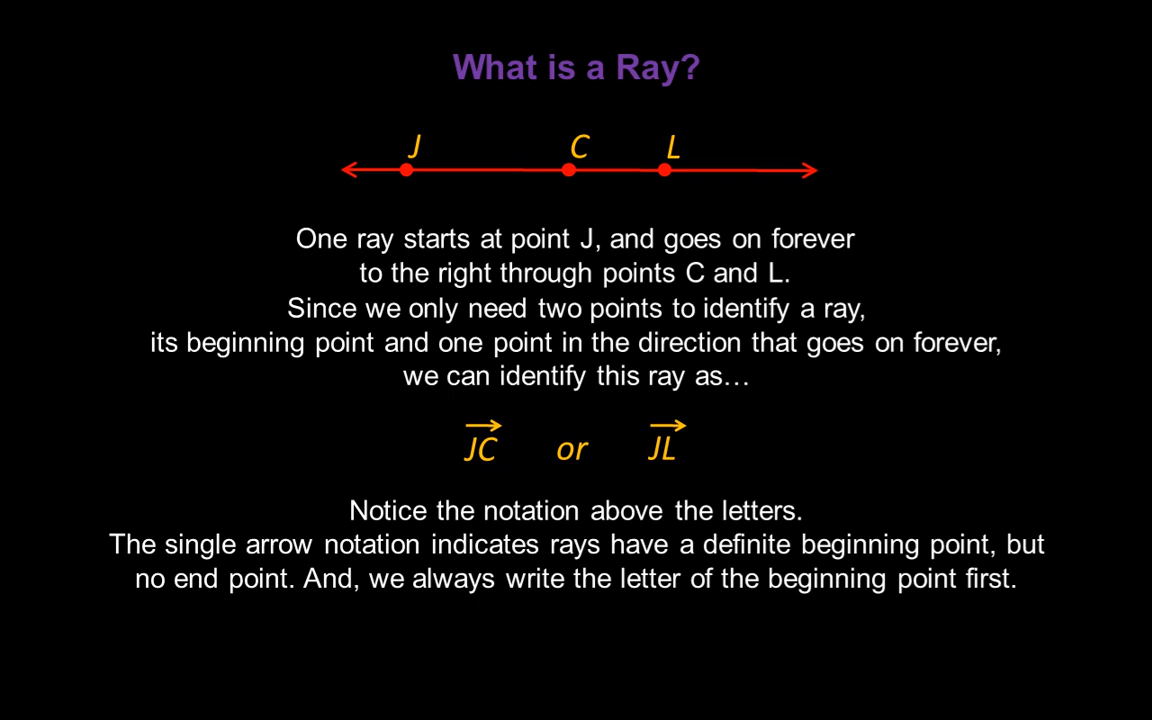 What is a Ray?
J C L
One ray starts at point J, and goes on forever
to the right through points C and L.
Since we only need two points to identify a ray,
its beginning point and one point in the direction that goes on forever,
we can identify this ray as…
JC or JL
Notice the notation above the letters.
The single arrow notation indicates rays have a definite beginning point, but
no end point. And, we always write the letter of the beginning point first.